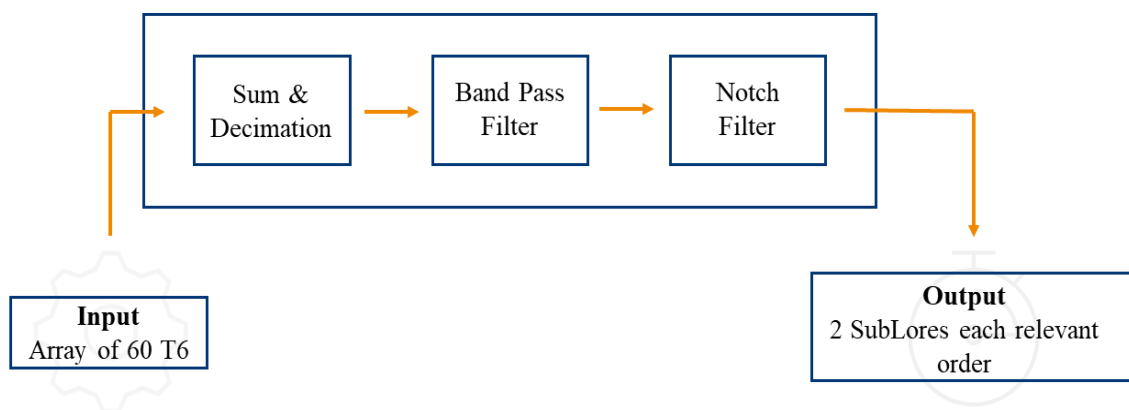 Sum &
Decimation
Band Pass
Filter
Notch
Filter
Input
Array of 60 T6
Output
2 SubLores each relevant
order